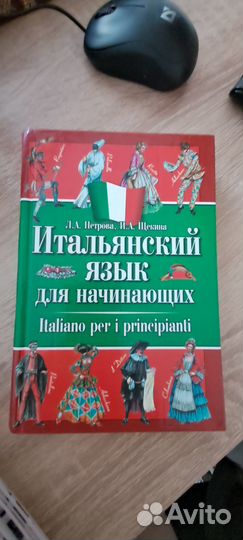 Л.А. Петрова, И.А. Щекина
Итальянский
язык
для начинающих
Italiano per i principianti
Avito